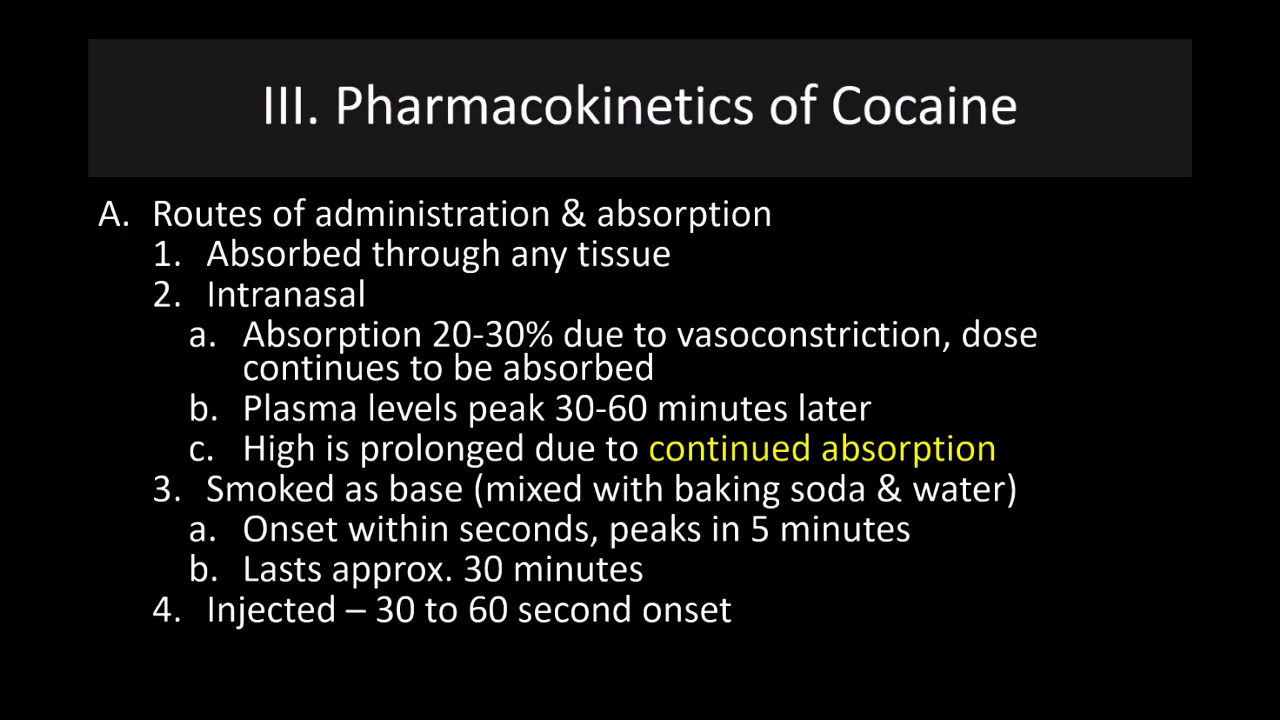 III. Pharmacokinetics of Cocaine
A. Routes of administration & absorption
1. Absorbed through any tissue
2. Intranasal
a. Absorption 20-30% due to vasoconstriction, dose
continues to be absorbed
b. Plasma levels peak 30-60 minutes later
c. High is prolonged due to continued absorption
3. Smoked as base (mixed with baking soda & water)
a. Onset within seconds, peaks in 5 minutes
b. Lasts approx. 30 minutes
4. Injected – 30 to 60 second onset